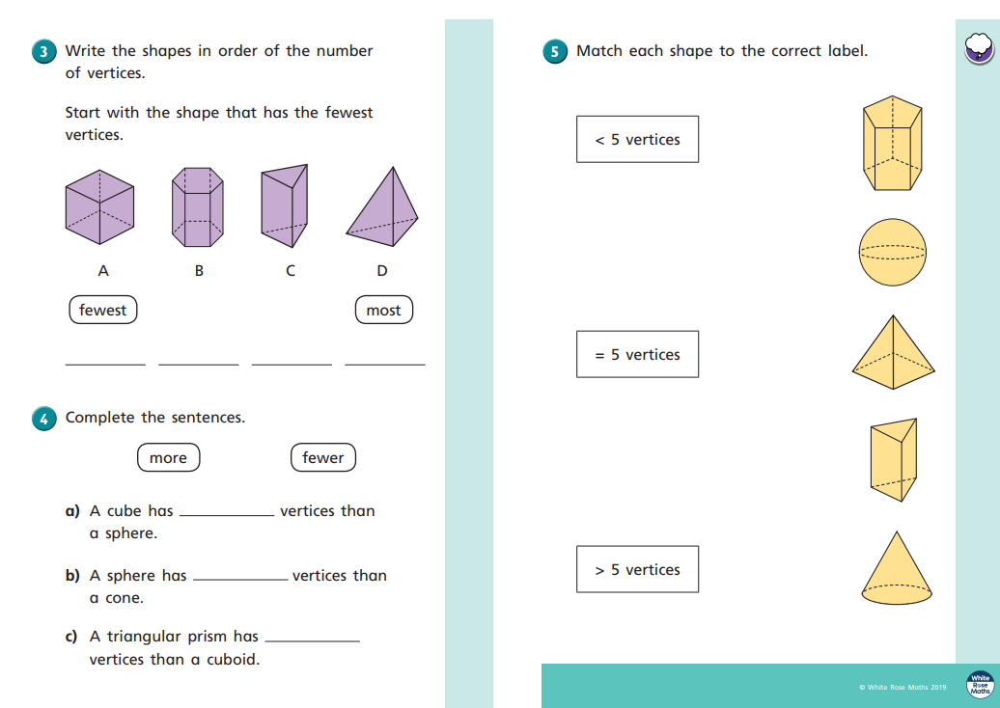 3 Write the shapes in order of the number
of vertices.
Start with the shape that has the fewest
vertices.
A B C D
fewest most
4 Complete the sentences.
more fewer
a) A cube has __________ vertices than
a sphere.
b) A sphere has __________ vertices than
a cone.
c) A triangular prism has __________
vertices than a cuboid.
5 Match each shape to the correct label.
< 5 vertices
= 5 vertices
> 5 vertices
© White Rose Maths 2019
White
Rose
Maths